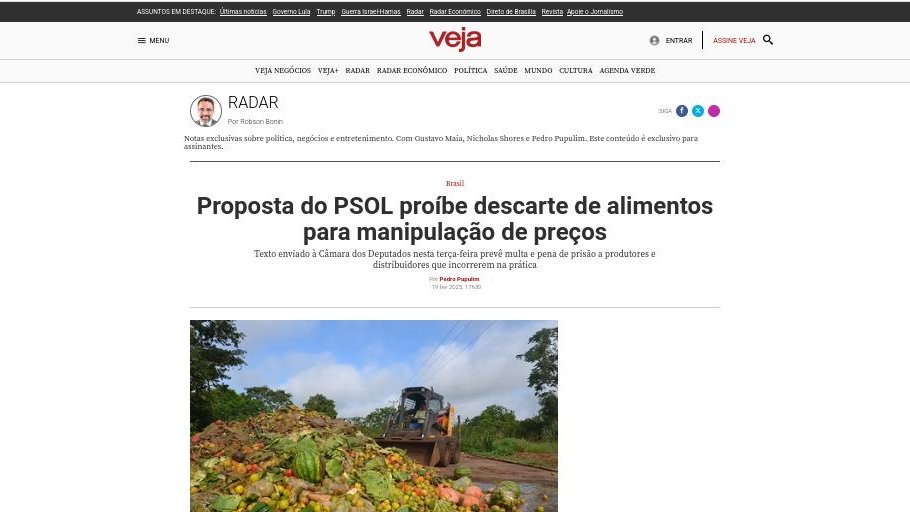 ASSUNTOS EM DESTAQUE: Últimas notícias Governo Lula Trump Guerra Israel-Hamas Radar Radar Econômico Direto de Brasília Revista Apoie o Jornalismo
MENU veja ENTRAR ASSINE VEJA
VEJA NEGÓCIOS VEJA+ RADAR RADAR ECONÔMICO POLÍTICA SAÚDE MUNDO CULTURA AGENDA VERDE
RADAR
Por Robson Bonin
SIGA
Notas exclusivas sobre política, negócios e entretenimento. Com Gustavo Maia, Nicholas Shores e Pedro Pupulim. Este conteúdo é exclusivo para
assinantes.
Brasil
Proposta do PSOL proíbe descarte de alimentos
para manipulação de preços
Texto enviado à Câmara dos Deputados nesta terça-feira prevê multa e pena de prisão a produtores e
distribuidores que incorrerem na prática
Por Pedro Pupulim
19 fev 2025, 17h30